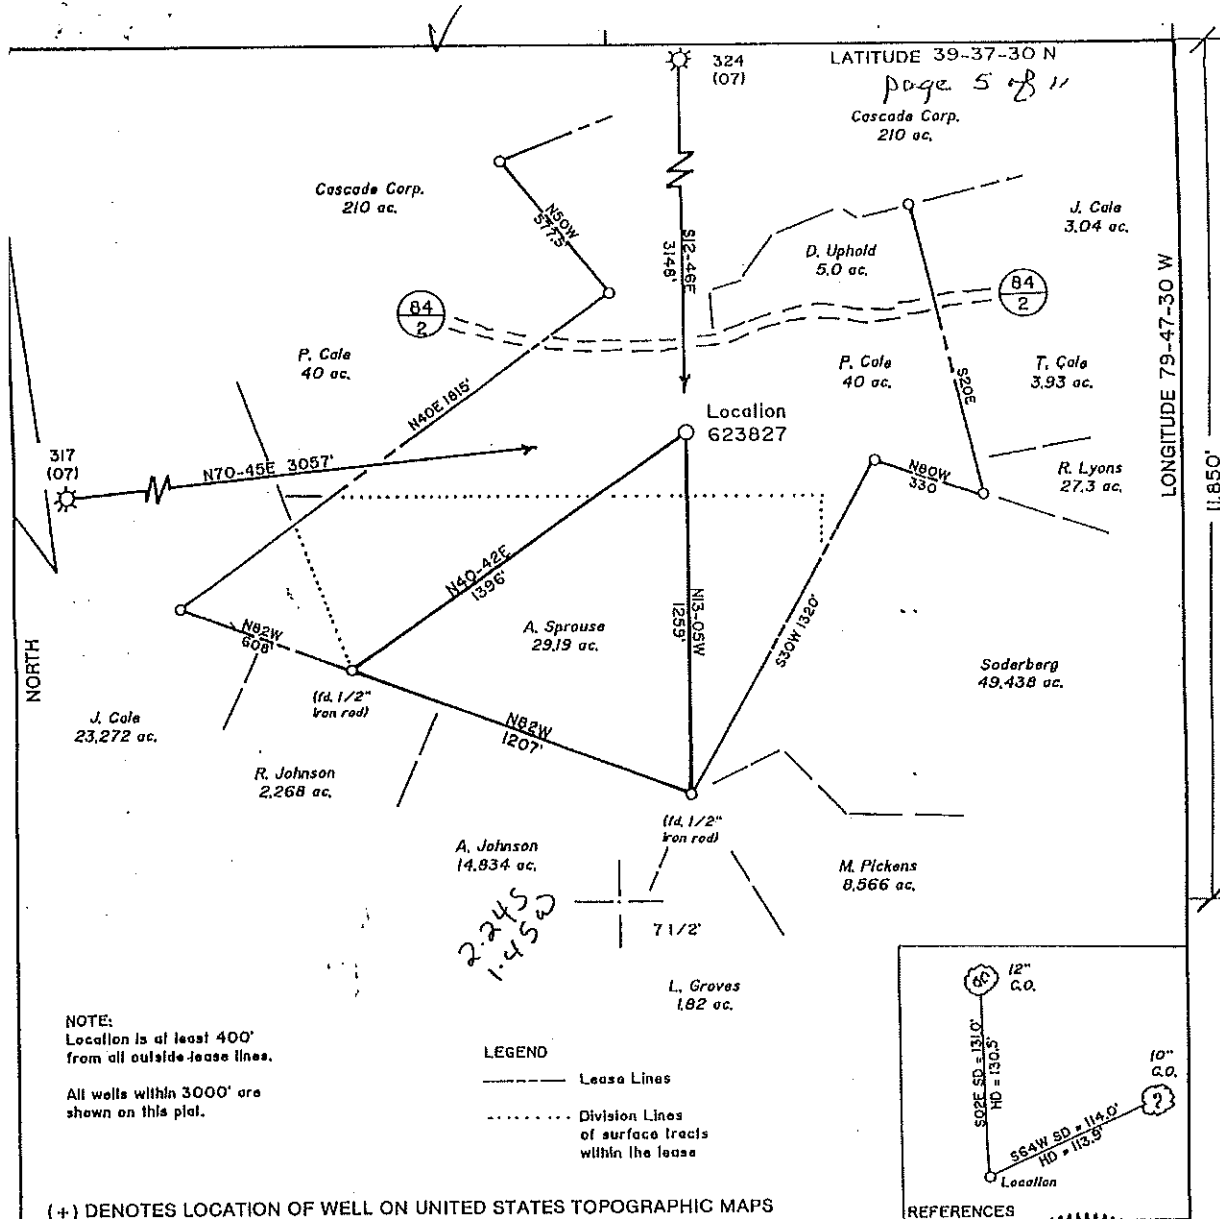 324
(07)
LATITUDE 39-37-30 N
page 5 of 11
Cascade Corp.
210 ac.
Cascade Corp.
210 ac.
N50W
577.5'
S12-46E
3148'
J. Cale
3.04 ac.
D. Uphold
5.0 ac.
84
2
84
2
LONGITUDE 79-47-30 W
11,850'
P. Cale
40 ac.
P. Cale
40 ac.
T. Cale
3.93 ac.
S20E
N40E 1815'
Location
623827
317
(07)
N70-45E 3057'
N80W
330
R. Lyons
27.3 ac.
N40-42E
1396'
N13-05W
1259'
S30W 1320'
A. Sprouse
29.19 ac.
N82W
608'
NORTH
Soderberg
49.438 ac.
(fd. 1/2"
iron rod)
J. Cale
23.272 ac.
N82W
1207'
R. Johnson
2.268 ac.
(fd. 1/2"
iron rod)
A. Johnson
14.834 ac.
M. Pickens
8.566 ac.
2.24S
1.45W
7 1/2'
L. Groves
1.82 ac.
12"
C.O.
S02E SD = 131.0'
HD = 130.5'
10"
C.O.
S64W SD = 114.0'
HD = 113.9'
Location
REFERENCES
NOTE:
Location is at least 400'
from all outside lease lines.
All wells within 3000' are
shown on this plat.
LEGEND
Lease Lines
Division Lines
of surface tracts
within the lease
(+) DENOTES LOCATION OF WELL ON UNITED STATES TOPOGRAPHIC MAPS